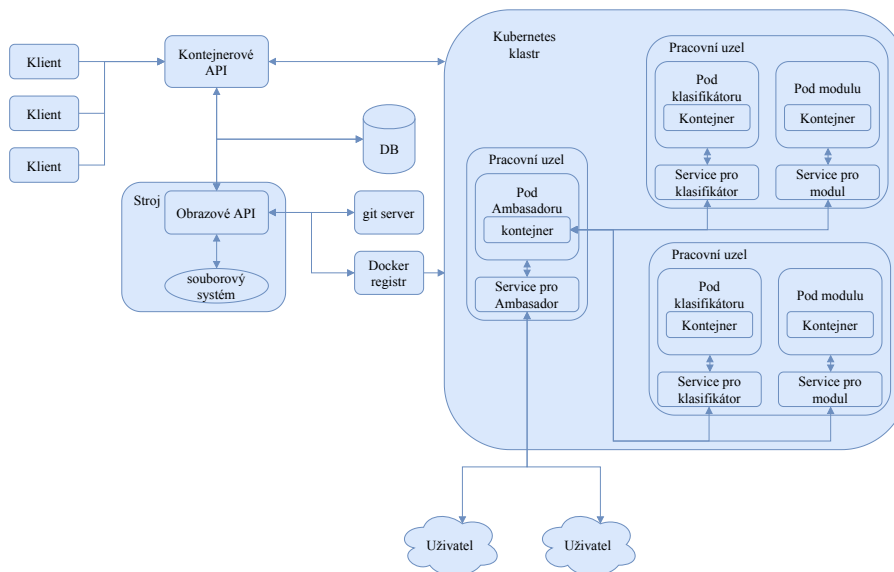 Klient
Klient
Klient
Kontejnerové
API
DB
Stroj
Obrazové API
souborový
systém
git server
Docker
registr
Kubernetes
klastr
Pracovní uzel
Pod
Ambasadoru
kontejner
Service pro
Ambasador
Pracovní uzel
Pod
klasifikátoru
Kontejner
Service pro
klasifikátor
Pod modulu
Kontejner
Service pro
modul
Pracovní uzel
Pod
klasifikátoru
Kontejner
Service pro
klasifikátor
Pod modulu
Kontejner
Service pro
modul
Uživatel
Uživatel